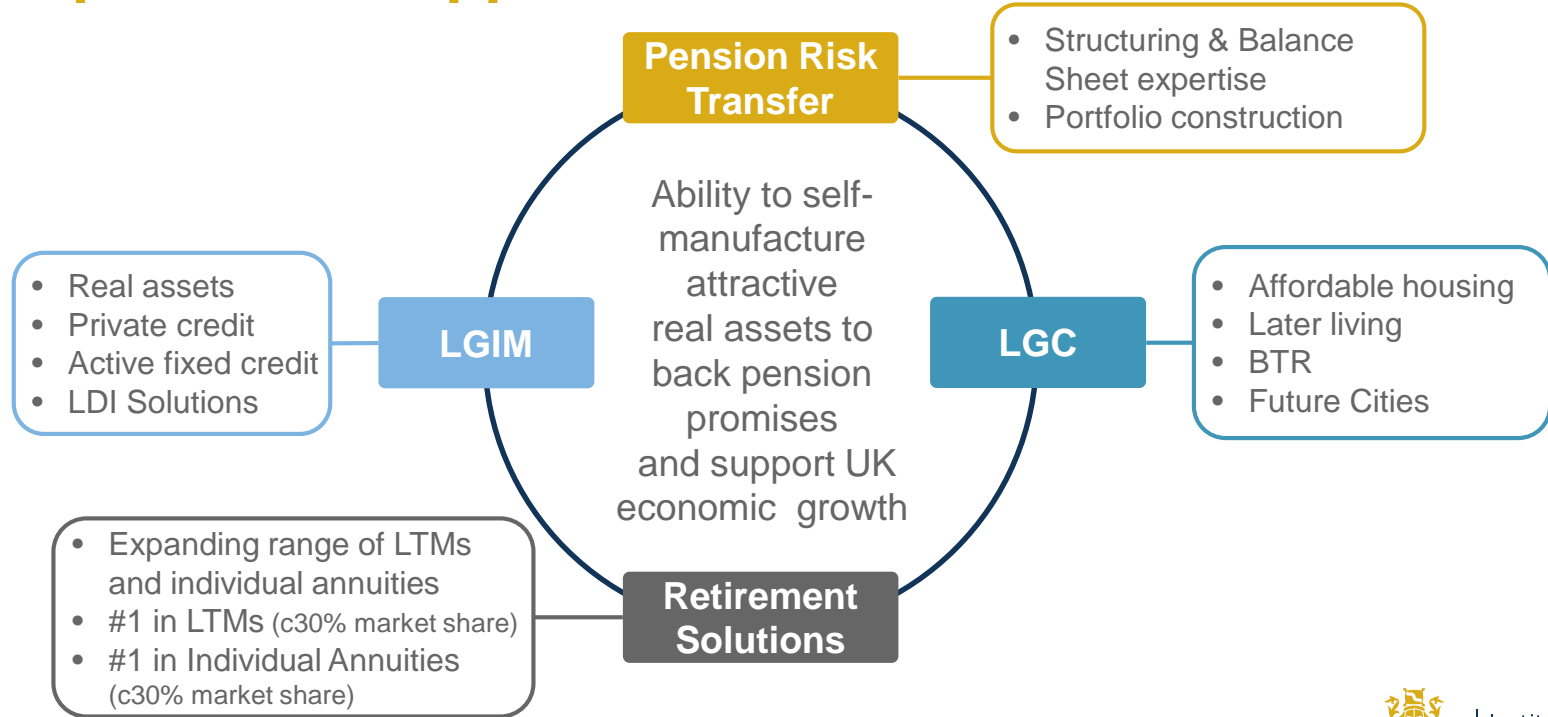 Pension Risk
Transfer
• Structuring & Balance
Sheet expertise
• Portfolio construction
Ability to self-
manufacture
attractive
real assets to
back pension
promises
and support UK
economic growth
• Real assets
• Private credit
• Active fixed credit
• LDI Solutions
LGIM
LGC
• Affordable housing
• Later living
• BTR
• Future Cities
• Expanding range of LTMs
and individual annuities
• #1 in LTMs (c30% market share)
• #1 in Individual Annuities
(c30% market share)
Retirement
Solutions